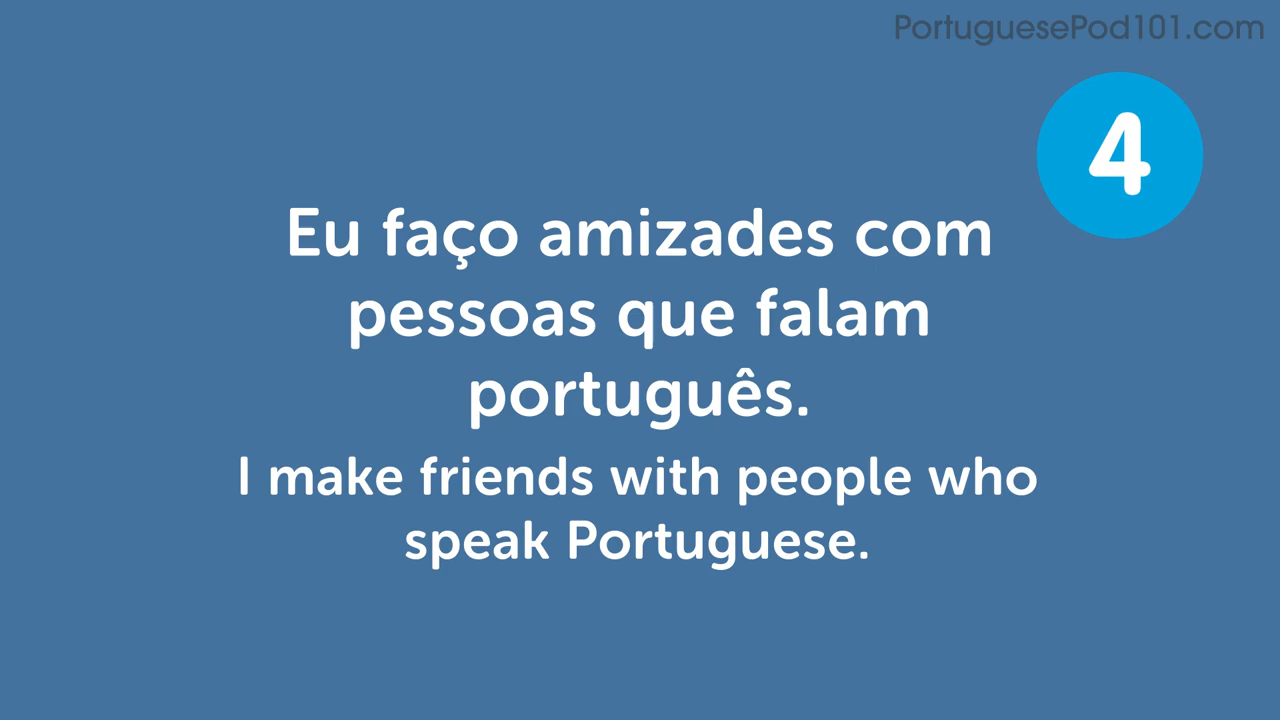 PortuguesePod101.com
4
Eu faço amizades com
pessoas que falam
português.
I make friends with people who
speak Portuguese.